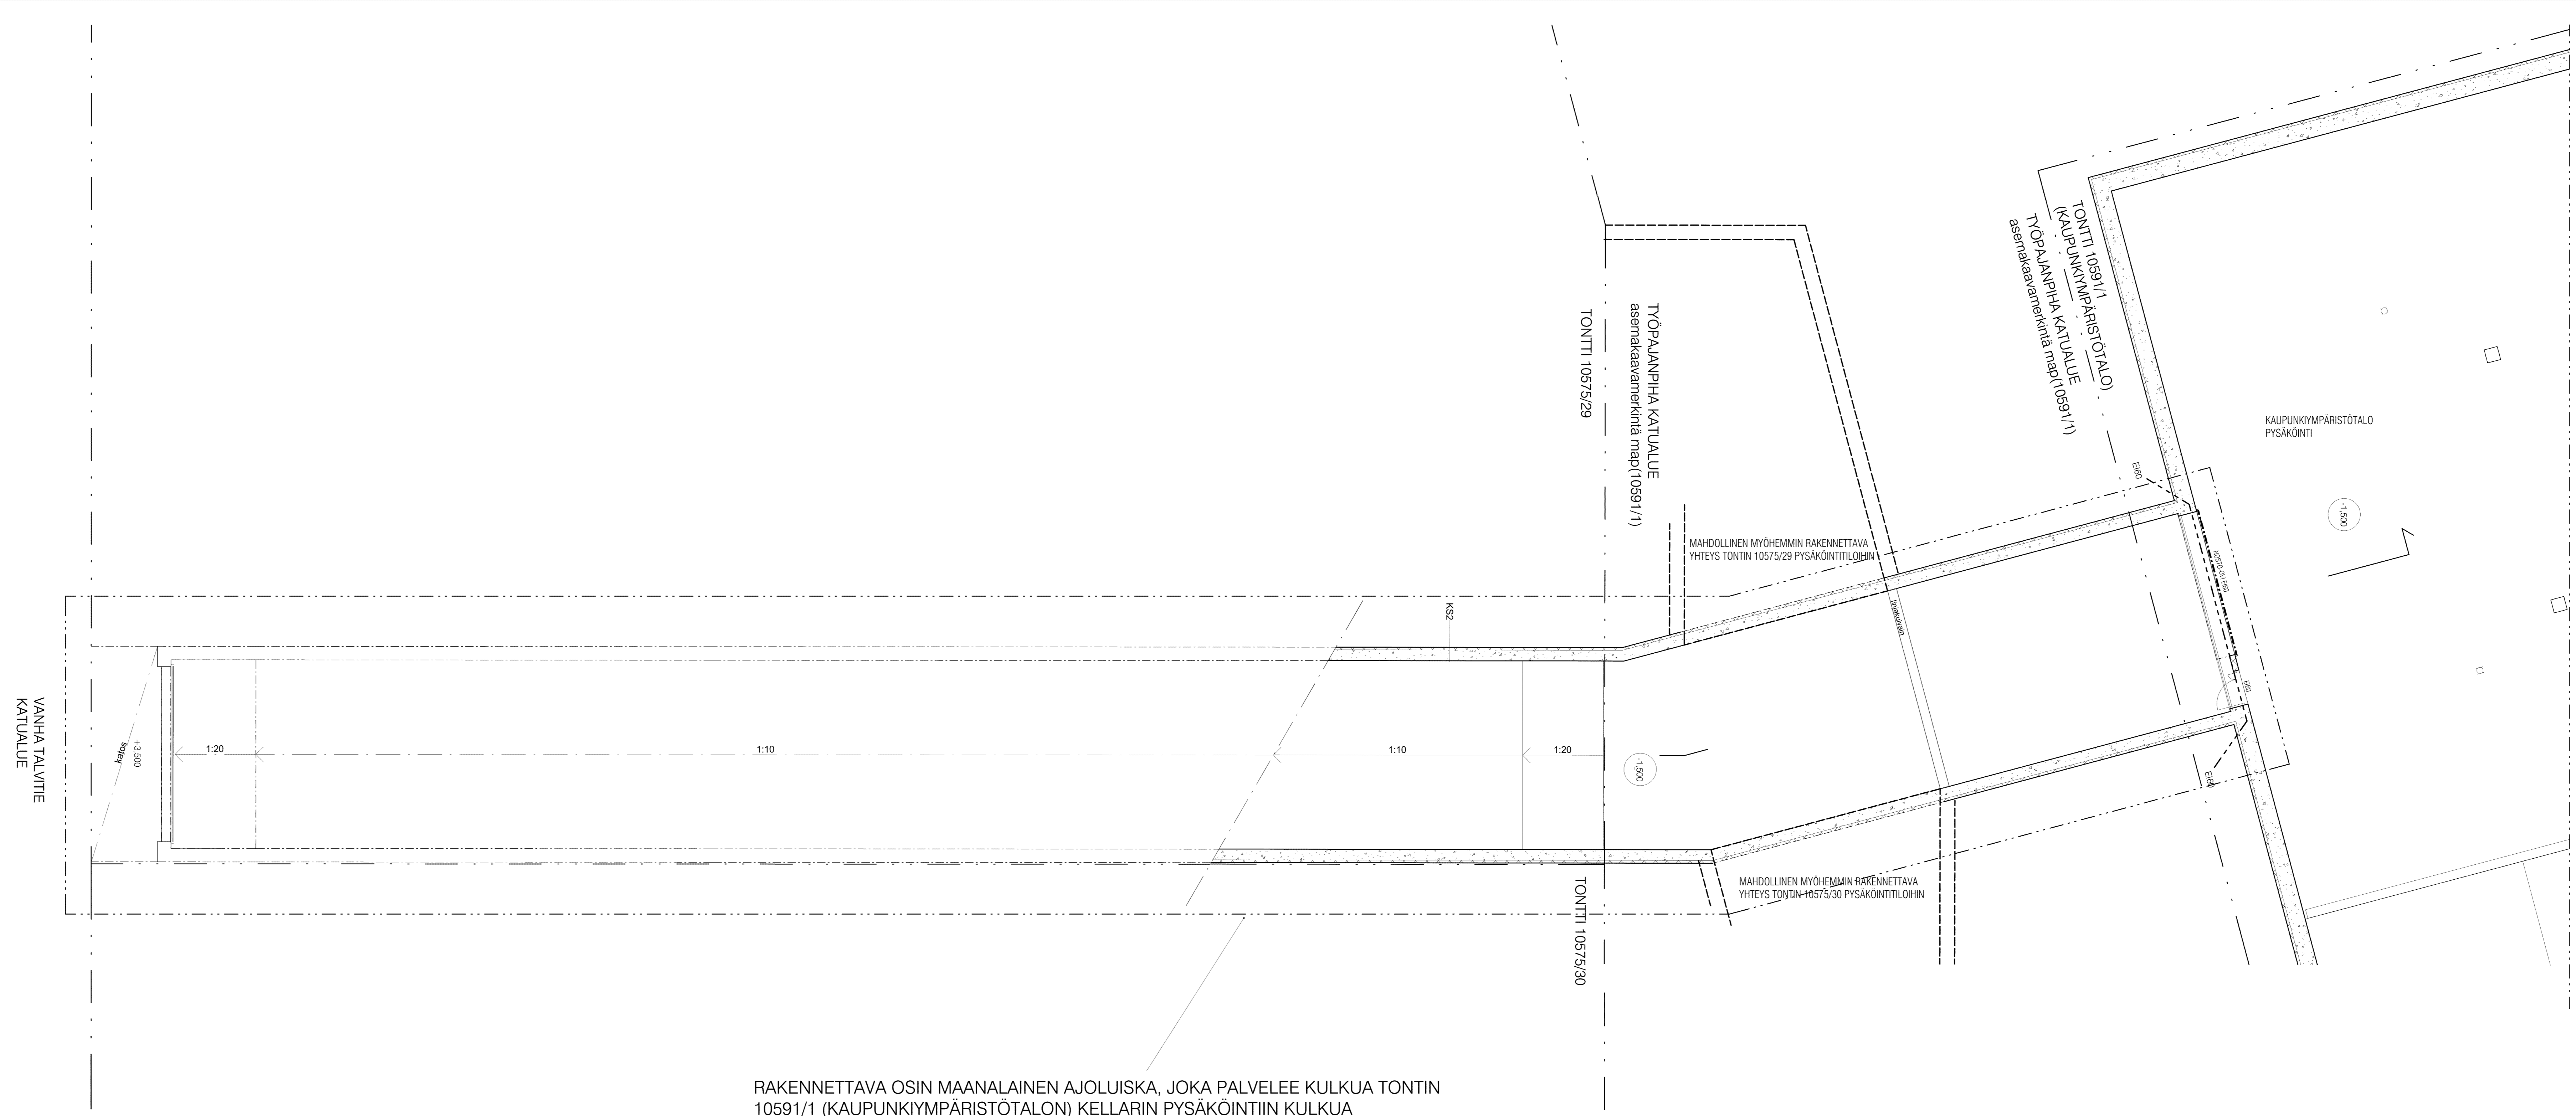 TONTTI 10591/1
(KAUPUNKIYMPÄRISTÖTALO)
TYÖPAJANPIHA KATUALUE
asemakaavamerkintä map(10591/1)
TYÖPAJANPIHA KATUALUE
asemakaavamerkintä map(10591/1)
TONTTI 10575/29
KAUPUNKIYMPÄRISTÖTALO
PYSÄKÖINTI
EI60
-1,500
NOSTO-OVI EI60
MAHDOLLINEN MYÖHEMMIN RAKENNETTAVA
YHTEYS TONTIN 10575/29 PYSÄKÖINTITILOIHIN
linjakuivain
KS2
EI60
EI60
VANHA TALVITIE
KATUALUE
+3.500
katos
1:20
1:10
1:10
1:20
-1,500
MAHDOLLINEN MYÖHEMMIN RAKENNETTAVA
YHTEYS TONTIN 10575/30 PYSÄKÖINTITILOIHIN
TONTTI 10575/30
RAKENNETTAVA OSIN MAANALAINEN AJOLUISKA, JOKA PALVELEE KULKUA TONTIN
10591/1 (KAUPUNKIYMPÄRISTÖTALON) KELLARIN PYSÄKÖINTIIN KULKUA